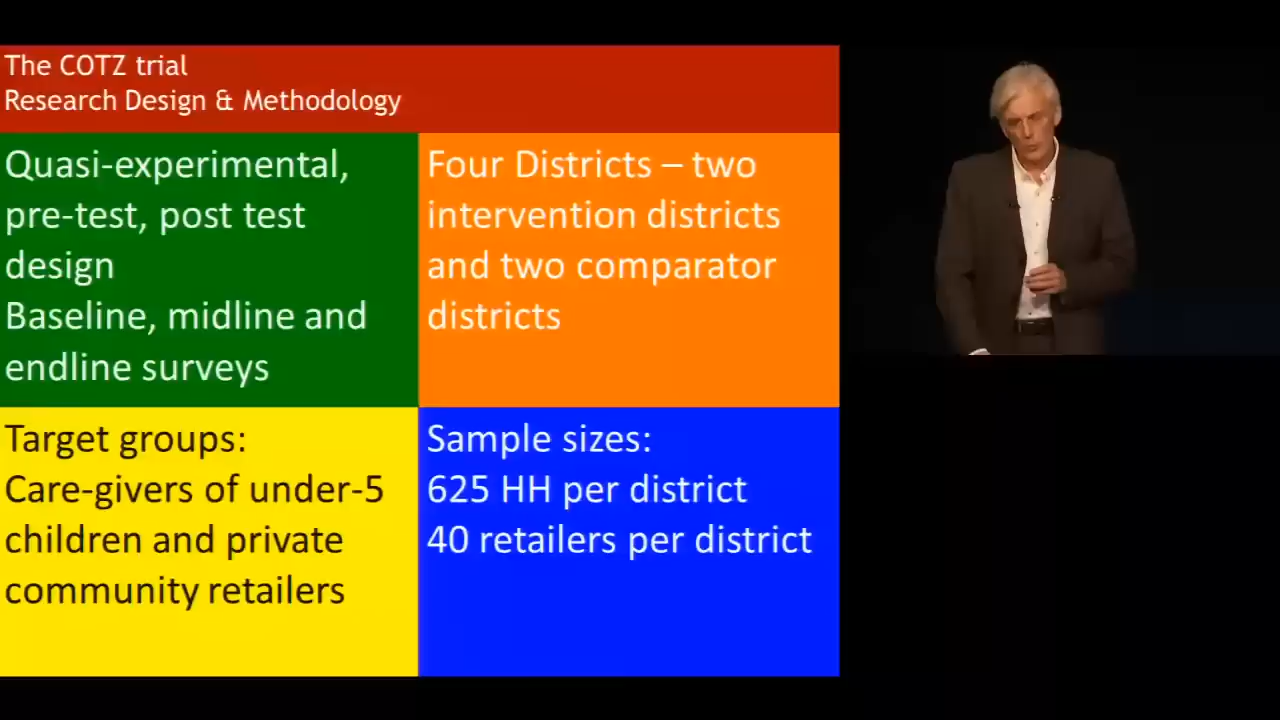 The COTZ trial
Research Design & Methodology
Quasi-experimental,
pre-test, post test
design
Baseline, midline and
endline surveys
Four Districts – two
intervention districts
and two comparator
districts
Target groups:
Care-givers of under-5
children and private
community retailers
Sample sizes:
625 HH per district
40 retailers per district